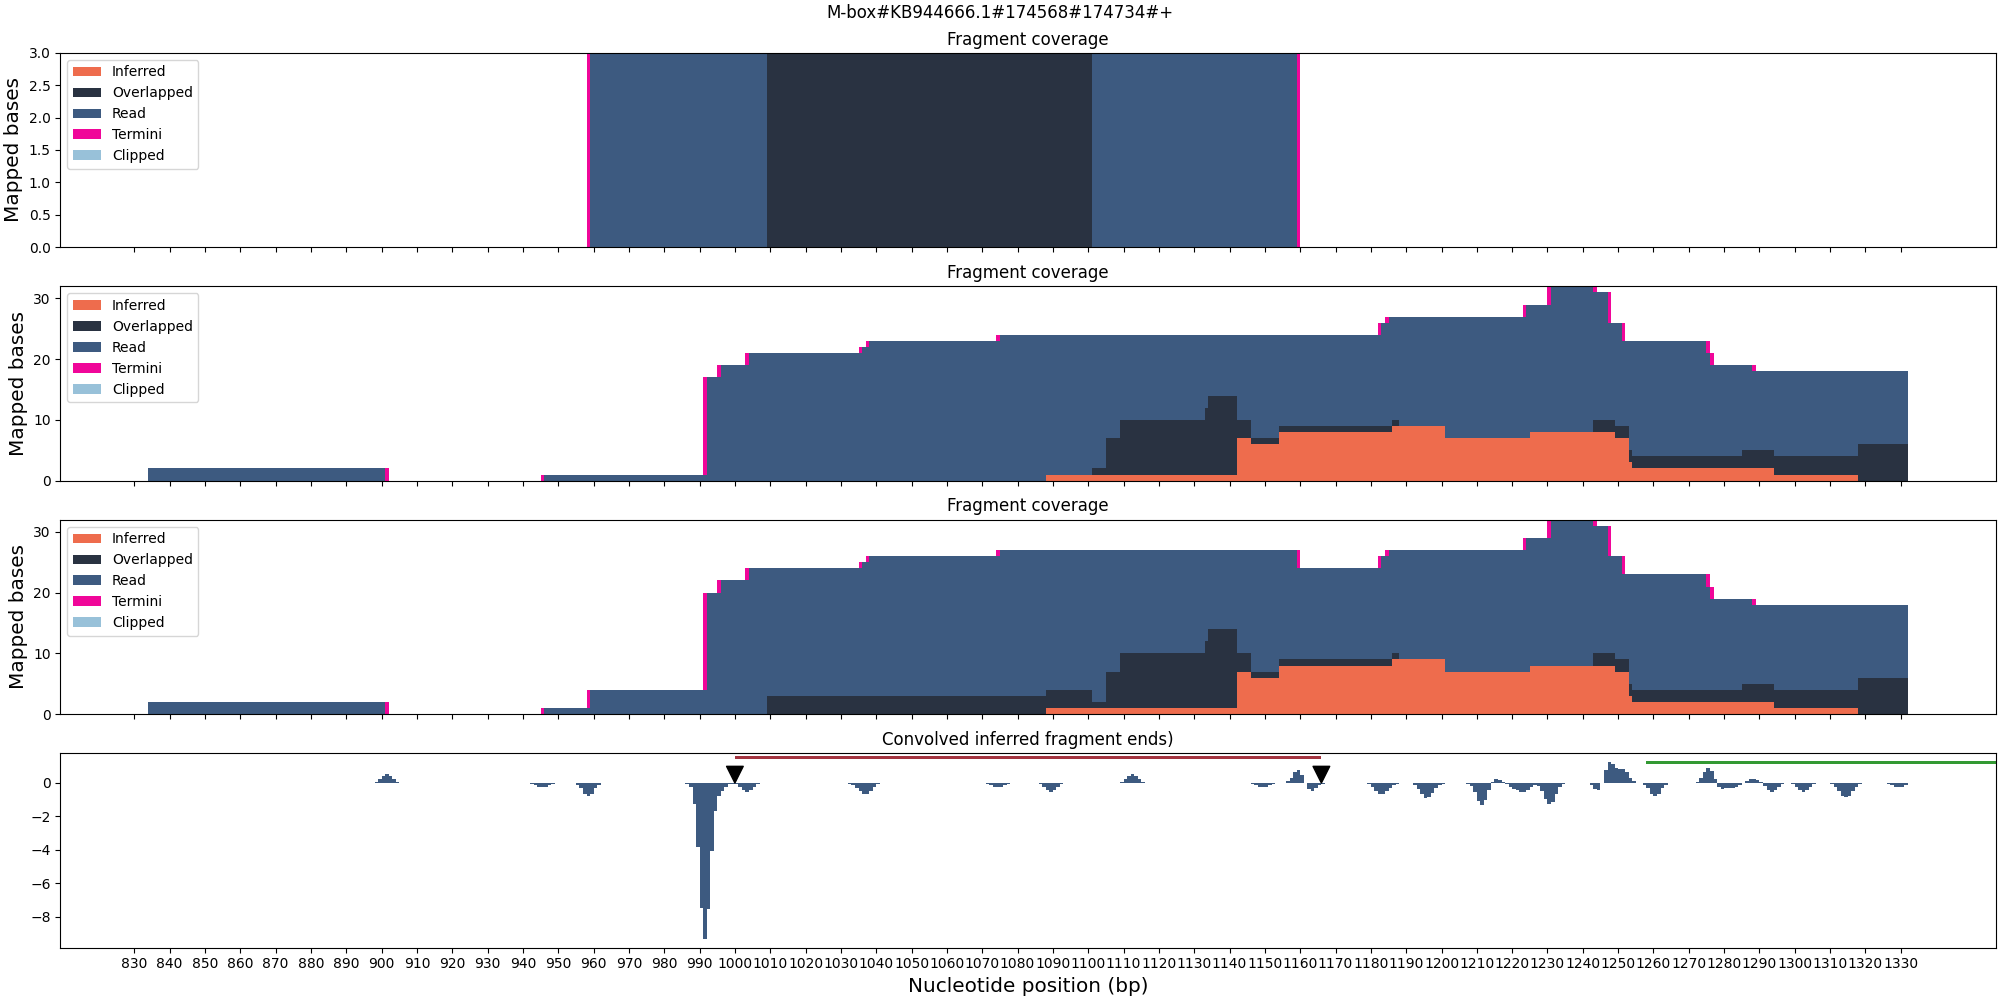 M-box#KB944666.1#174568#174734#+
Fragment coverage
3.0
2.5
2.0
1.5
1.0
0.5
0.0
Mapped bases
Inferred
Overlapped
Read
Termini
Clipped
Fragment coverage
30
20
10
0
Mapped bases
Inferred
Overlapped
Read
Termini
Clipped
Fragment coverage
30
20
10
0
Mapped bases
Inferred
Overlapped
Read
Termini
Clipped
Convolved inferred fragment ends)
0
−2
−4
−6
−8
830 840 850 860 870 880 890 900 910 920 930 940 950 960 970 980 990 1000 1010 1020 1030 1040 1050 1060 1070 1080 1090 1100 1110 1120 1130 1140 1150 1160 1170 1180 1190 1200 1210 1220 1230 1240 1250 1260 1270 1280 1290 1300 1310 1320 1330
Nucleotide position (bp)